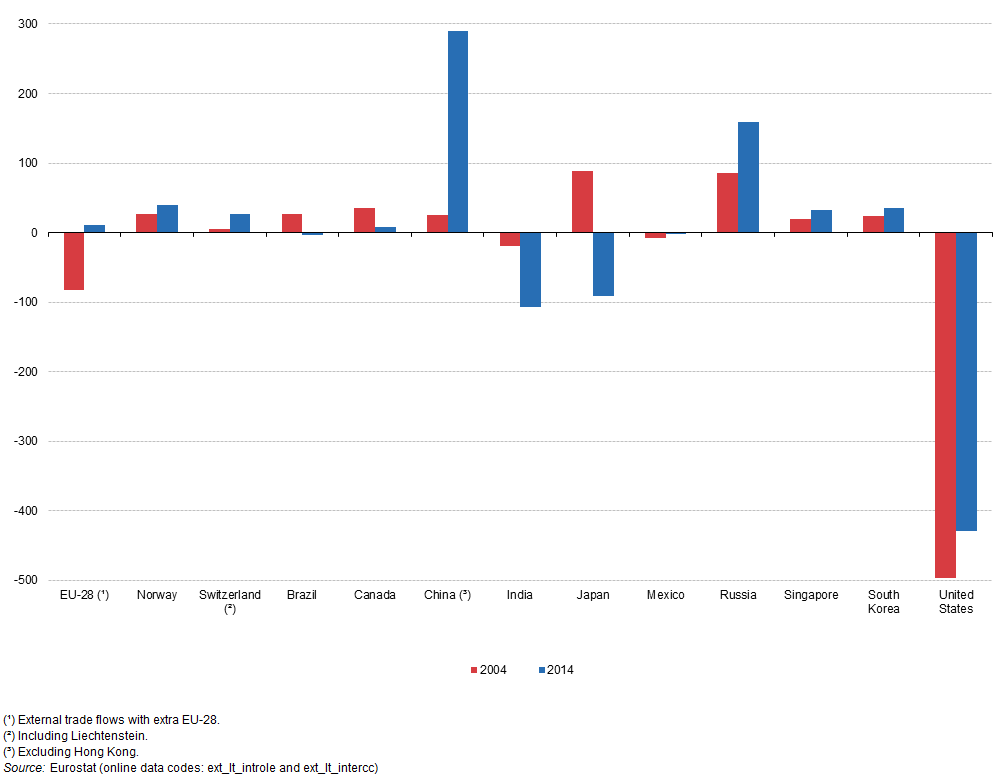 300
200
100
0
-100
-200
-300
-400
-500
EU-28 (¹) Norway Switzerland Brazil Canada China (³) India Japan Mexico Russia Singapore South United
(²) Korea States
2004 2014
(¹) External trade flows with extra EU-28.
(²) Including Liechtenstein.
(³) Excluding Hong Kong.
Source: Eurostat (online data codes: ext_lt_introle and ext_lt_intercc)